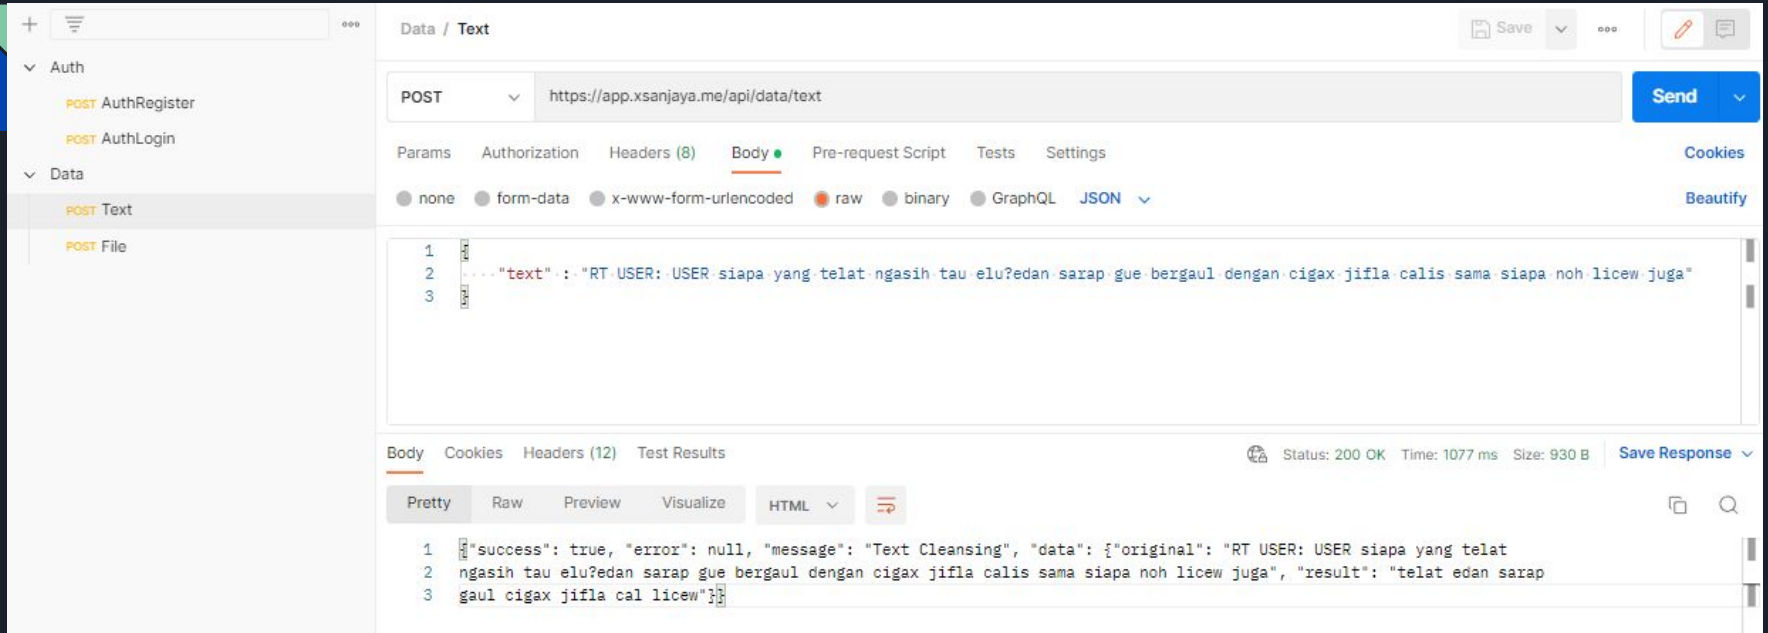 Data / Text
Save
Auth
POST AuthRegister
POST AuthLogin
Data
POST Text
POST File
POST
https://app.xsanjaya.me/api/data/text
Send
Params Authorization Headers (8) Body Pre-request Script Tests Settings Cookies
none form-data x-www-form-urlencoded raw binary GraphQL JSON Beautify
1 {
2 "text" : "RT USER: USER siapa yang telat ngasih tau elu?edan sarap gue bergaul dengan cigax jifla calis sama siapa noh licew juga"
3 }
Body Cookies Headers (12) Test Results Status: 200 OK Time: 1077 ms Size: 930 B Save Response
Pretty Raw Preview Visualize HTML
1 {"success": true, "error": null, "message": "Text Cleansing", "data": {"original": "RT USER: USER siapa yang telat
2 ngasih tau elu?edan sarap gue bergaul dengan cigax jifla calis sama siapa noh licew juga", "result": "telat edan sarap
3 gaul cigax jifla cal licew"}}